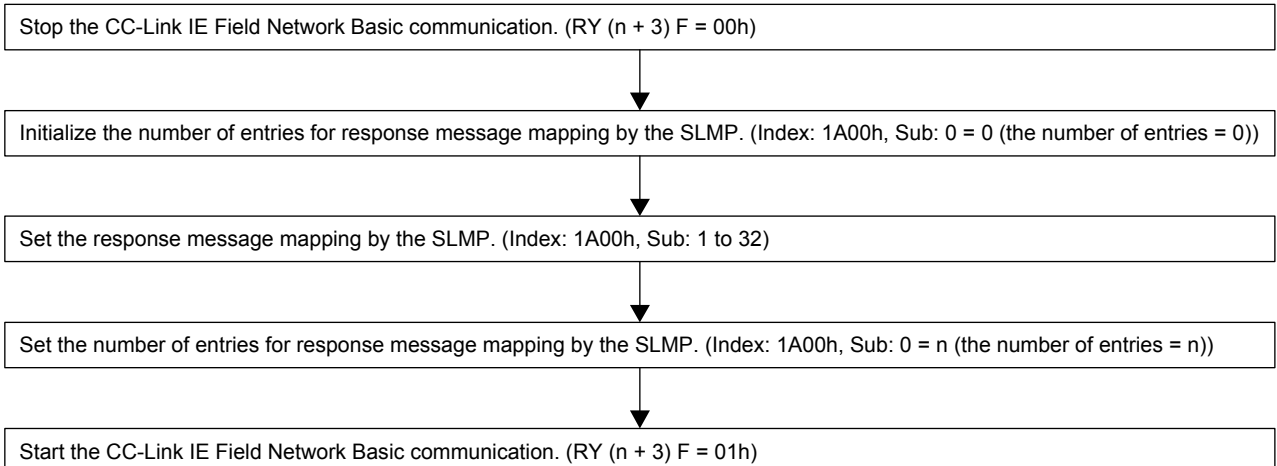 Stop the CC-Link IE Field Network Basic communication. (RY (n + 3) F = 00h)
Initialize the number of entries for response message mapping by the SLMP. (Index: 1A00h, Sub: 0 = 0 (the number of entries = 0))
Set the response message mapping by the SLMP. (Index: 1A00h, Sub: 1 to 32)
Set the number of entries for response message mapping by the SLMP. (Index: 1A00h, Sub: 0 = n (the number of entries = n))
Start the CC-Link IE Field Network Basic communication. (RY (n + 3) F = 01h)